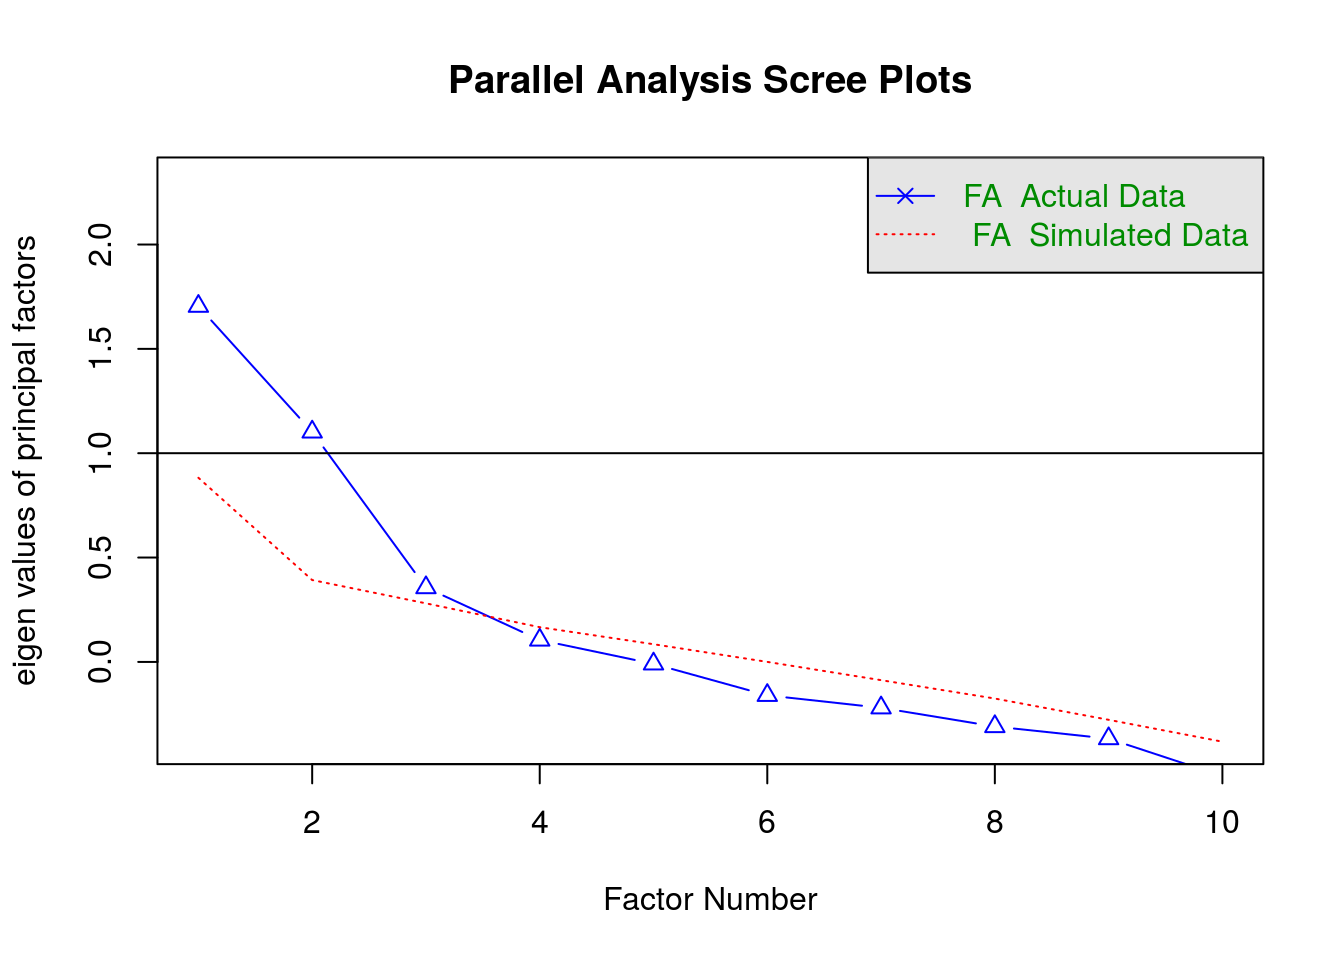 Parallel Analysis Scree Plots
FA  Actual Data
FA  Simulated Data
eigen values of principal factors
2.0
1.5
1.0
0.5
0.0
2 4 6 8 10
Factor Number